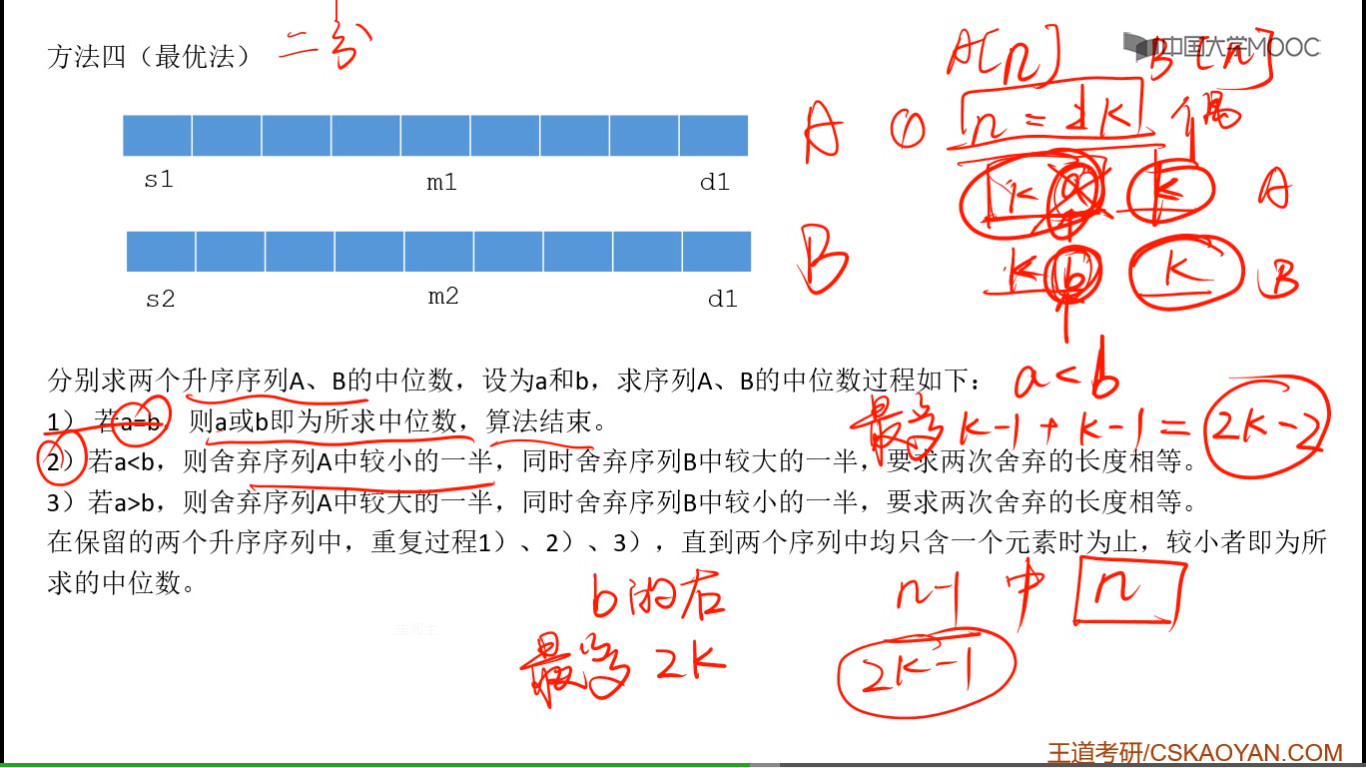 方法四（最优法） 二分
中国大学MOOC
A[n] B[n]
A ① n = 2k 偶
s1 m1 d1
k a k A
B
k b k B
s2 m2 d1
a<b
分别求两个升序序列A、B的中位数，设为a和b，求序列A、B的中位数过程如下：
1） 若a=b，则a或b即为所求中位数，算法结束。
最多 k-1+k-1=2k-2
2）若a<b，则舍弃序列A中较小的一半，同时舍弃序列B中较大的一半，要求两次舍弃的长度相等。
3）若a>b，则舍弃序列A中较大的一半，同时舍弃序列B中较小的一半，要求两次舍弃的长度相等。
在保留的两个升序序列中，重复过程1）、2）、3），直到两个序列中均只含一个元素时为止，较小者即为所
求的中位数。
b的右 n-1 中 n
最多 2k 2k-1
王道考研/CSKAOYAN.COM